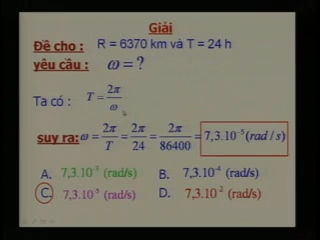 Giải
Đề cho : R = 6370 km và T = 24 h
yêu cầu : ω = ?
Ta có : T = 2π/ω
suy ra: ω = 2π/T = 2π/24 = 2π/86400 = 7,3.10⁻⁵ (rad / s)
A. 7,3.10⁻³ (rad/s) B. 7,3.10⁻⁴ (rad/s)
C. 7,3.10⁻⁵ (rad/s) D. 7,3.10⁻² (rad/s)